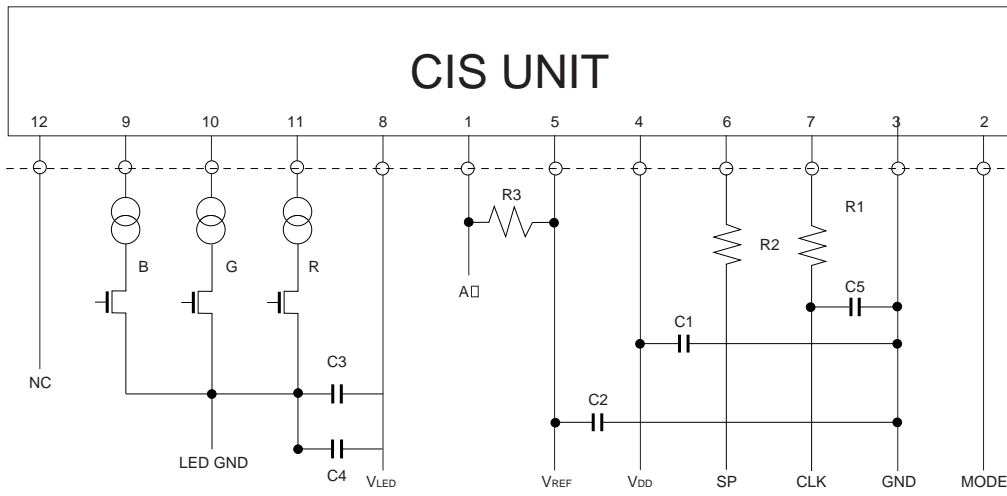 CIS UNIT
12 9 10 11 8 1 5 4 6 7 3 2
R3
R1
R2
B G R
A
C5
C1
C3
NC
C2
LED GND
C4
VLED VREF VDD SP CLK GND MODE